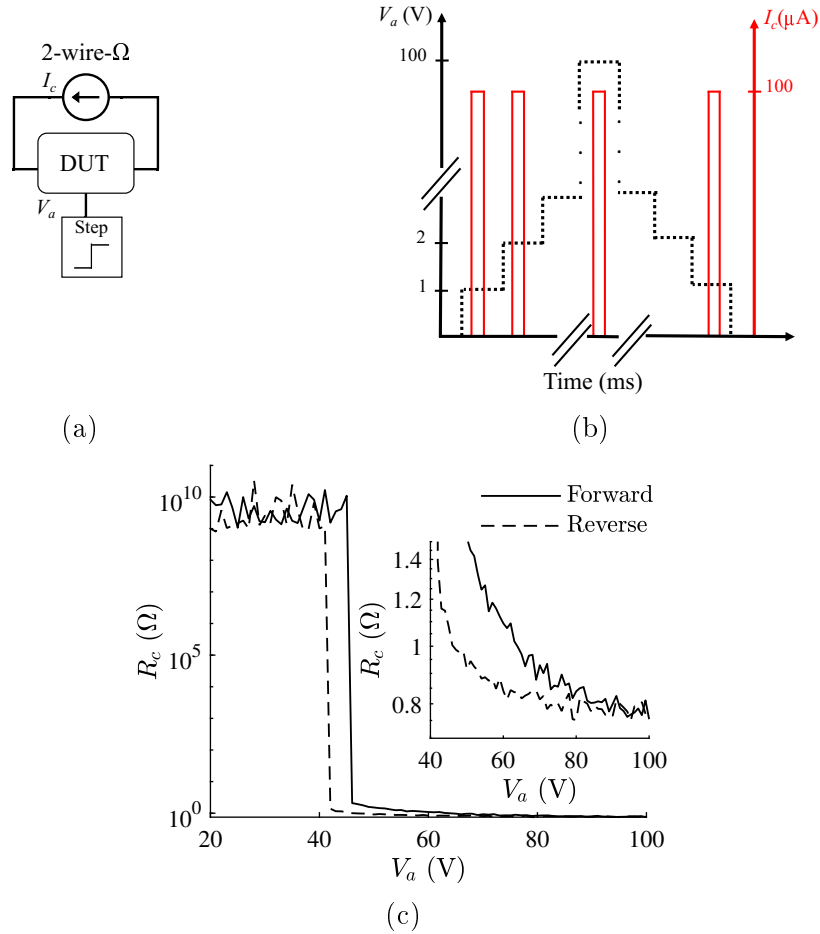 2-wire-Ω
I_c
DUT
V_a
Step
(a)
V_a (V)
I_c(µA)
100
100
2
1
Time (ms)
(b)
Forward
Reverse
R_c (Ω)
10^10
10^5
10^0
20 40 60 80 100
V_a (V)
R_c (Ω)
1.4
1.2
1
0.8
40 60 80 100
V_a (V)
(c)